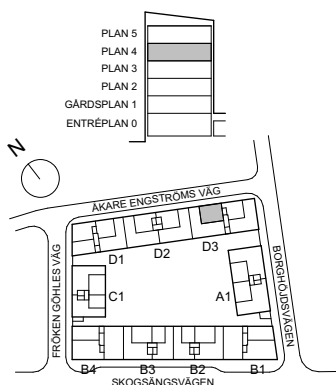 PLAN 5
PLAN 4
PLAN 3
PLAN 2
GÅRDSPLAN 1
ENTRÉPLAN 0
N
ÅKARE ENGSTRÖMS VÄG
D1
D2
D3
FRÖKEN GÖHLES VÄG
BORGHÖJDSVÄGEN
C1
A1
B4
B3
B2
B1
SKOGSÄNGSVÄGEN